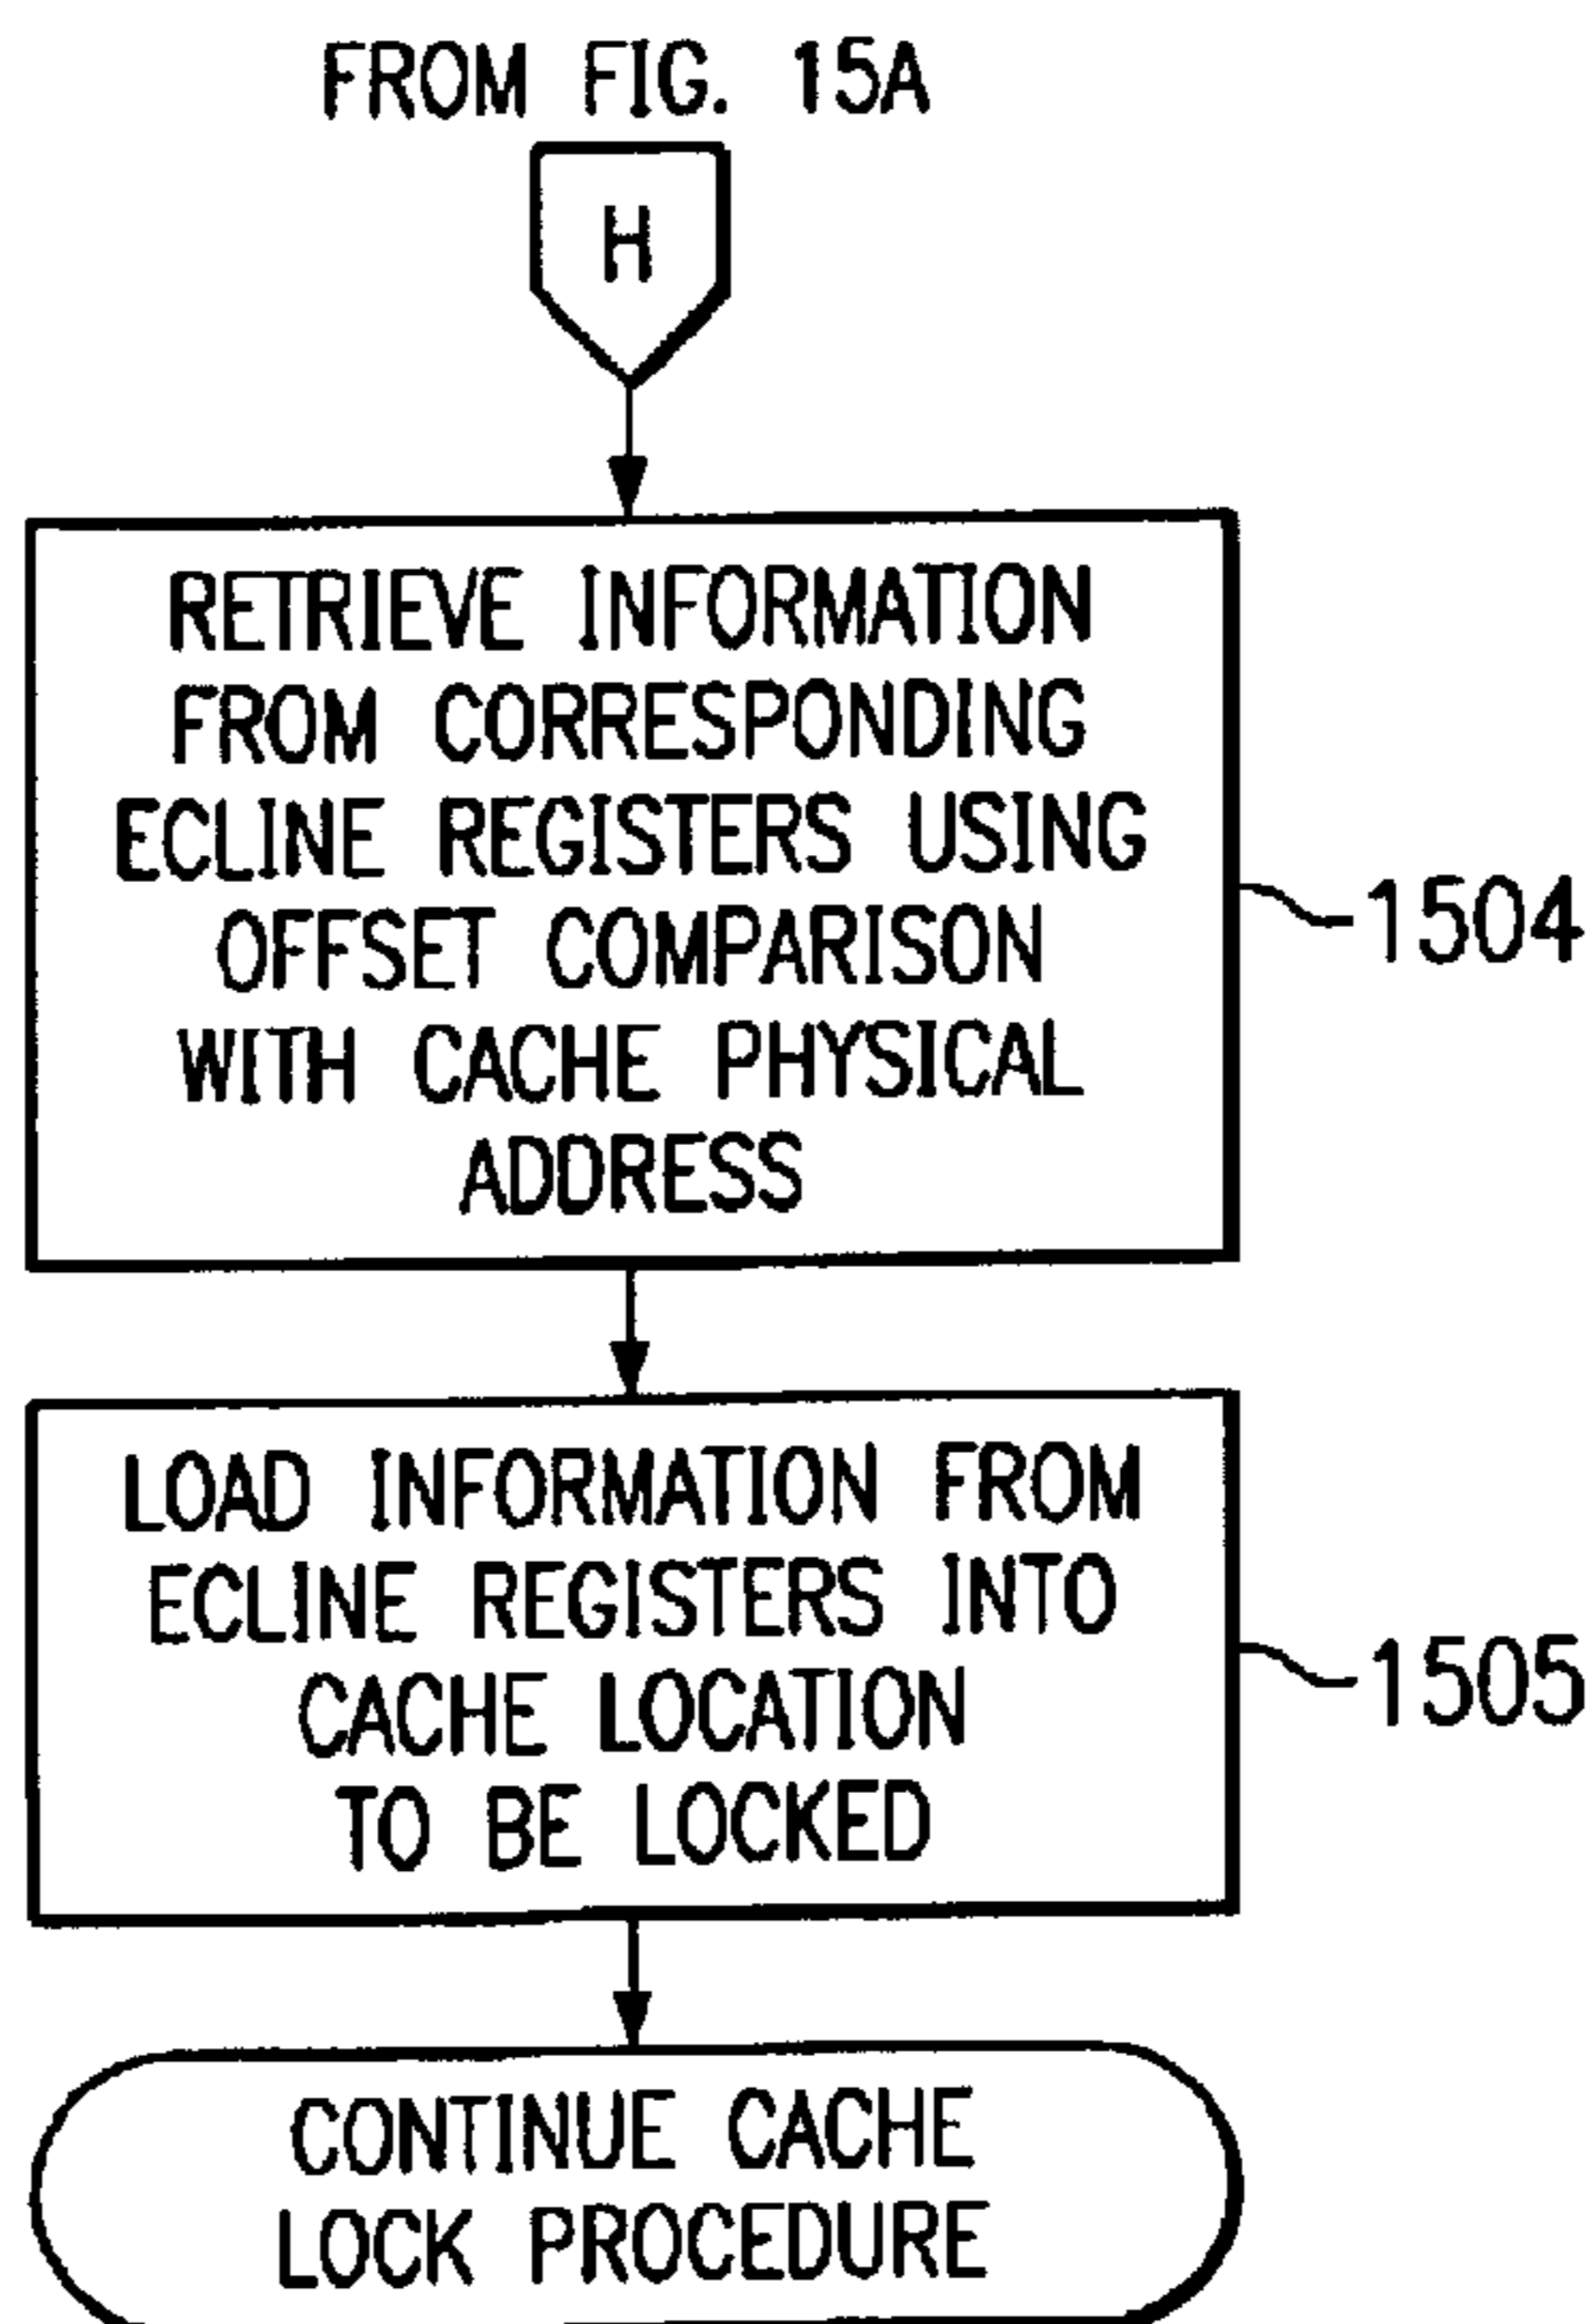 FROM FIG. 15A
H
RETRIEVE INFORMATION
FROM CORRESPONDING
ECLINE REGISTERS USING
OFFSET COMPARISON
WITH CACHE PHYSICAL
ADDRESS
1504
LOAD INFORMATION FROM
ECLINE REGISTERS INTO
CACHE LOCATION
TO BE LOCKED
1505
CONTINUE CACHE
LOCK PROCEDURE